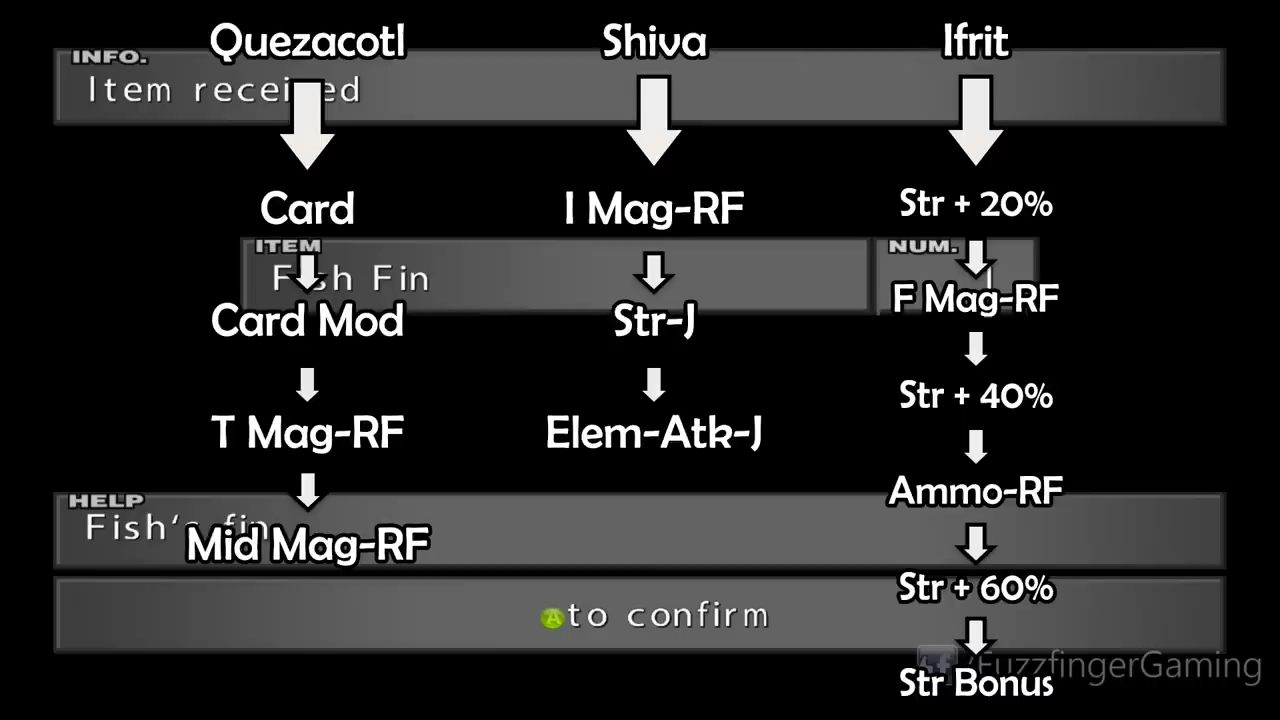 Quezacotl Shiva Ifrit
INFO.
Item received
Card I Mag-RF Str + 20%
ITEM NUM.
Fish Fin 1
F Mag-RF
Card Mod Str-J
Str + 40%
T Mag-RF Elem-Atk-J
Ammo-RF
HELP
Fish's fin
Mid Mag-RF
Str + 60%
A to confirm
/FuzzfingerGaming
Str Bonus